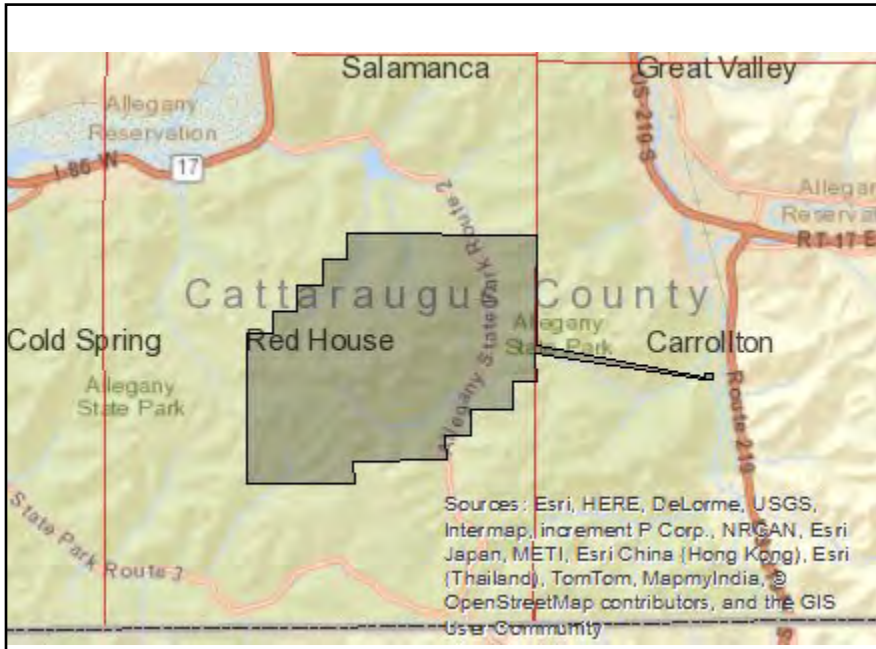 Salamanca
Great Valley
Allegany
Reservation
US-219 S
I-86 W
17
State Park Route 2
Allegany
RT-17 E
Cattaraugus County
Cold Spring
Red House
Allegany
State Park
Carrollton
Allegany
State Park
Allegany State Park
Route 219
State Park Route 3
Sources: Esri, HERE, DeLorme, USGS,
Intermap, increment P Corp., NRCAN, Esri
Japan, METI, Esri China (Hong Kong), Esri
(Thailand), TomTom, MapmyIndia, ©
OpenStreetMap contributors, and the GIS
User Community